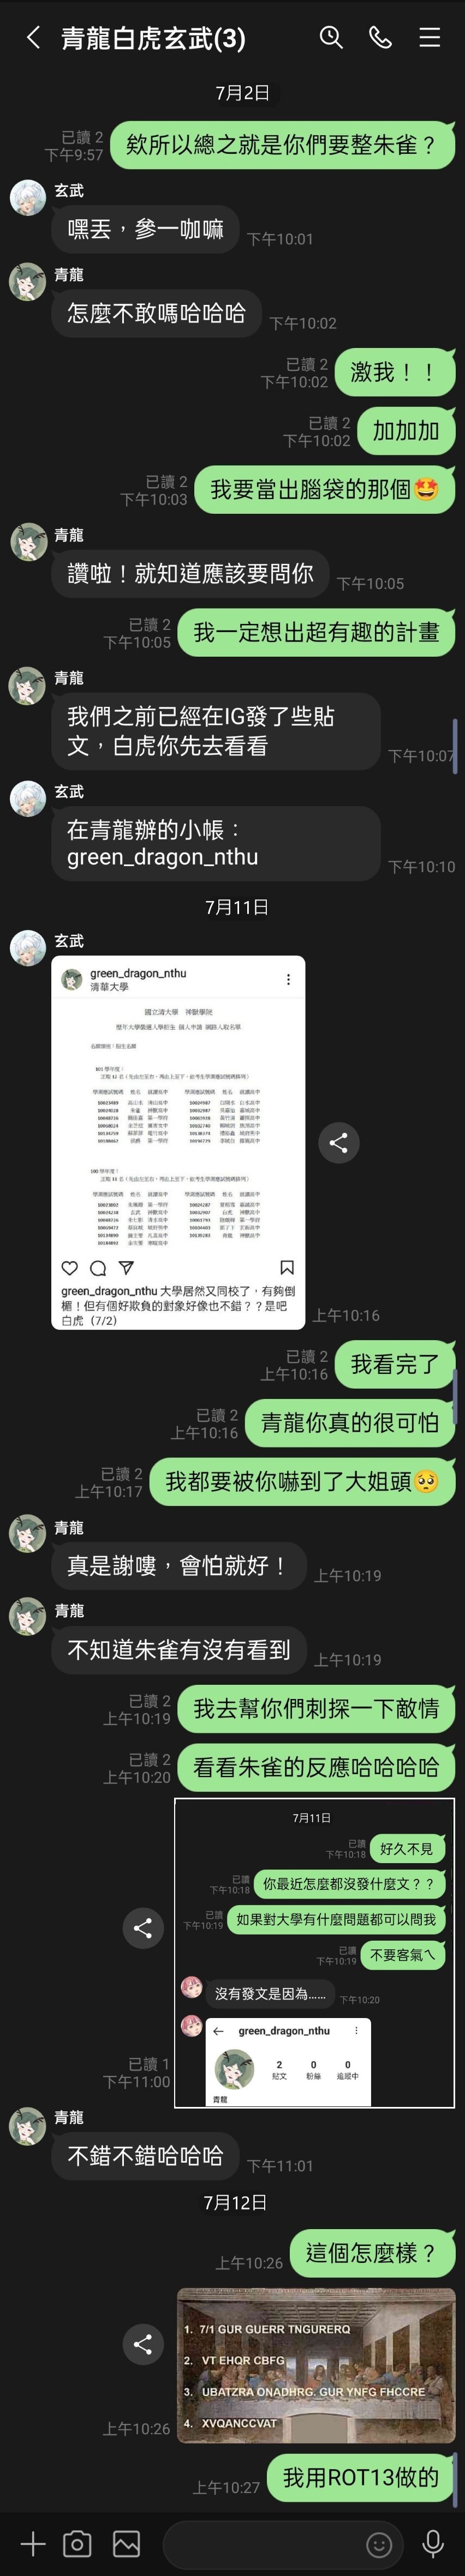 青龍白虎玄武(3)
7月2日
已讀 2
下午9:57
欸所以總之就是你們要整朱雀？
玄武
嘿丟，參一咖嘛
下午10:01
青龍
怎麼不敢嗎哈哈哈
下午10:02
已讀 2
下午10:02
激我！！
已讀 2
下午10:02
加加加
已讀 2
下午10:03
我要當出腦袋的那個🤩
青龍
讚啦！就知道應該要問你
下午10:05
已讀 2
下午10:05
我一定想出超有趣的計畫
青龍
我們之前已經在IG發了些貼
文，白虎你先去看看
下午10:07
玄武
在青龍辦的小帳：
green_dragon_nthu
下午10:10
7月11日
玄武
green_dragon_nthu
清華大學
國立清大學 神獸學院
green_dragon_nthu 大學居然又同校了，有夠倒
楣！但有個好欺負的對象好像也不錯？？是吧
白虎 (7/2)
上午10:16
已讀 2
上午10:16
我看完了
已讀 2
上午10:16
青龍你真的很可怕
已讀 2
上午10:17
我都要被你嚇到了大姐頭🥺
青龍
真是謝嘍，會怕就好！
上午10:19
青龍
不知道朱雀有沒有看到
上午10:19
已讀 2
上午10:19
我去幫你們刺探一下敵情
已讀 2
上午10:20
看看朱雀的反應哈哈哈哈
7月11日
已讀
下午10:18
好久不見
已讀
下午10:18
你最近怎麼都沒發什麼文？？
已讀
下午10:19
如果對大學有什麼問題都可以問我
已讀
下午10:19
不要客氣ㄟ
沒有發文是因為......
下午10:20
green_dragon_nthu
2 0 0
貼文 粉絲 追蹤中
青龍
已讀 1
下午11:00
青龍
不錯不錯哈哈哈
下午11:01
7月12日
上午10:26
這個怎麼樣？
1. 7/1 GUR GUERR TNGURERQ
2. VT EHQR CBFG
3. UBATZRA ONADHRG. GUR YNFG FHCCRE
4. XVQANCCVAT
上午10:26
上午10:27
我用ROT13做的